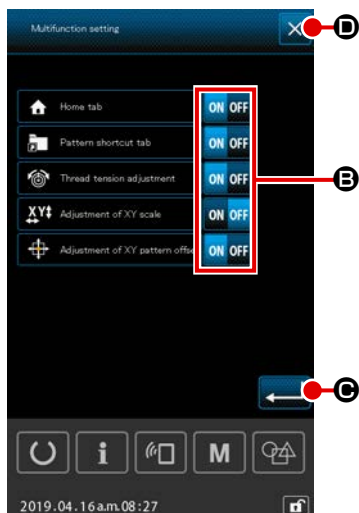 Multifunction setting
D
Home tab ON OFF
Pattern shortcut tab ON OFF
Thread tension adjustment ON OFF
B
XY Adjustment of XY scale ON OFF
Adjustment of XY pattern offse ON OFF
C
i M
2019.04.16a.m.08:27